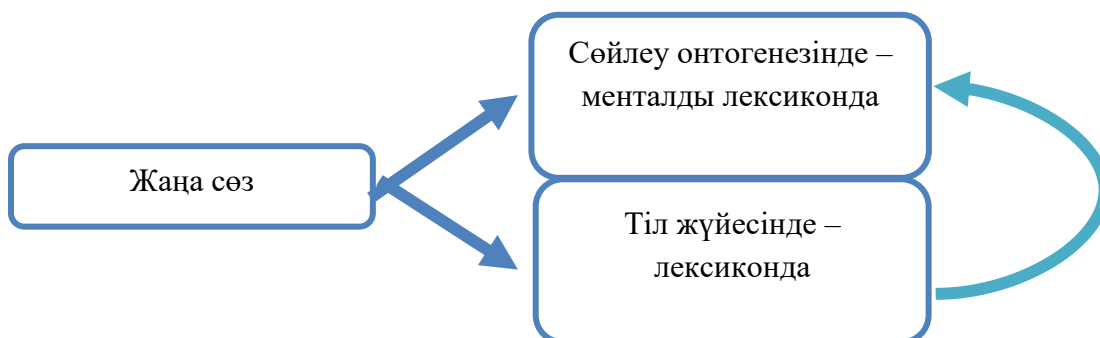 Жаңа сөз
Сөйлеу онтогенезінде –
менталды лексиконда
Тіл жүйесінде –
лексиконда